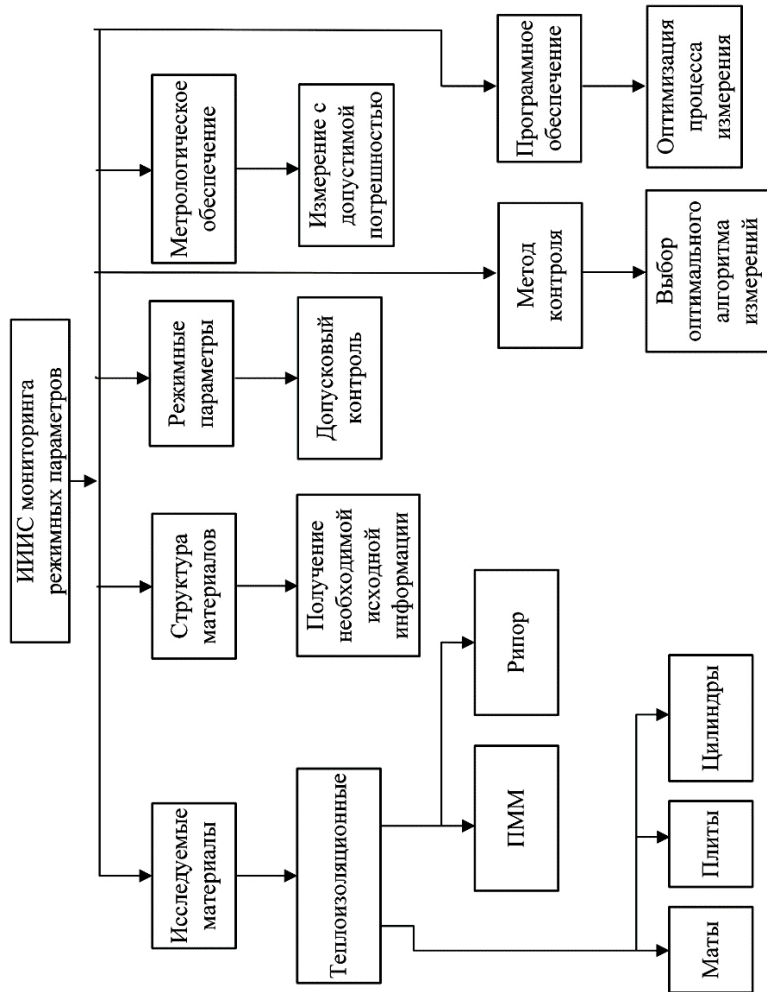 ИИИС мониторинга
режимных параметров
Исследуемые
материалы
Структура
материалов
Режимные
параметры
Метрологическое
обеспечение
Теплоизоляционные
Получение
необходимой
исходной
информации
Допусковый
контроль
Измерение с
допустимой
погрешностью
ПММ
Рипор
Метод
контроля
Программное
обеспечение
Маты
Плиты
Цилиндры
Выбор
оптимального
алгоритма
измерений
Оптимизация
процесса
измерения